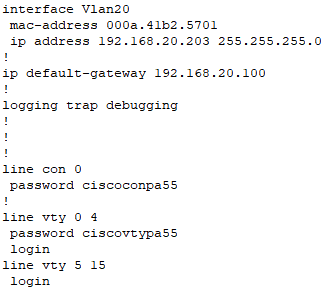 interface Vlan20
 mac-address 000a.41b2.5701
 ip address 192.168.20.203 255.255.255.0
!
ip default-gateway 192.168.20.100
!
logging trap debugging
!
!
!
line con 0
 password ciscoconpa55
!
line vty 0 4
 password ciscovtypa55
 login
line vty 5 15
 login